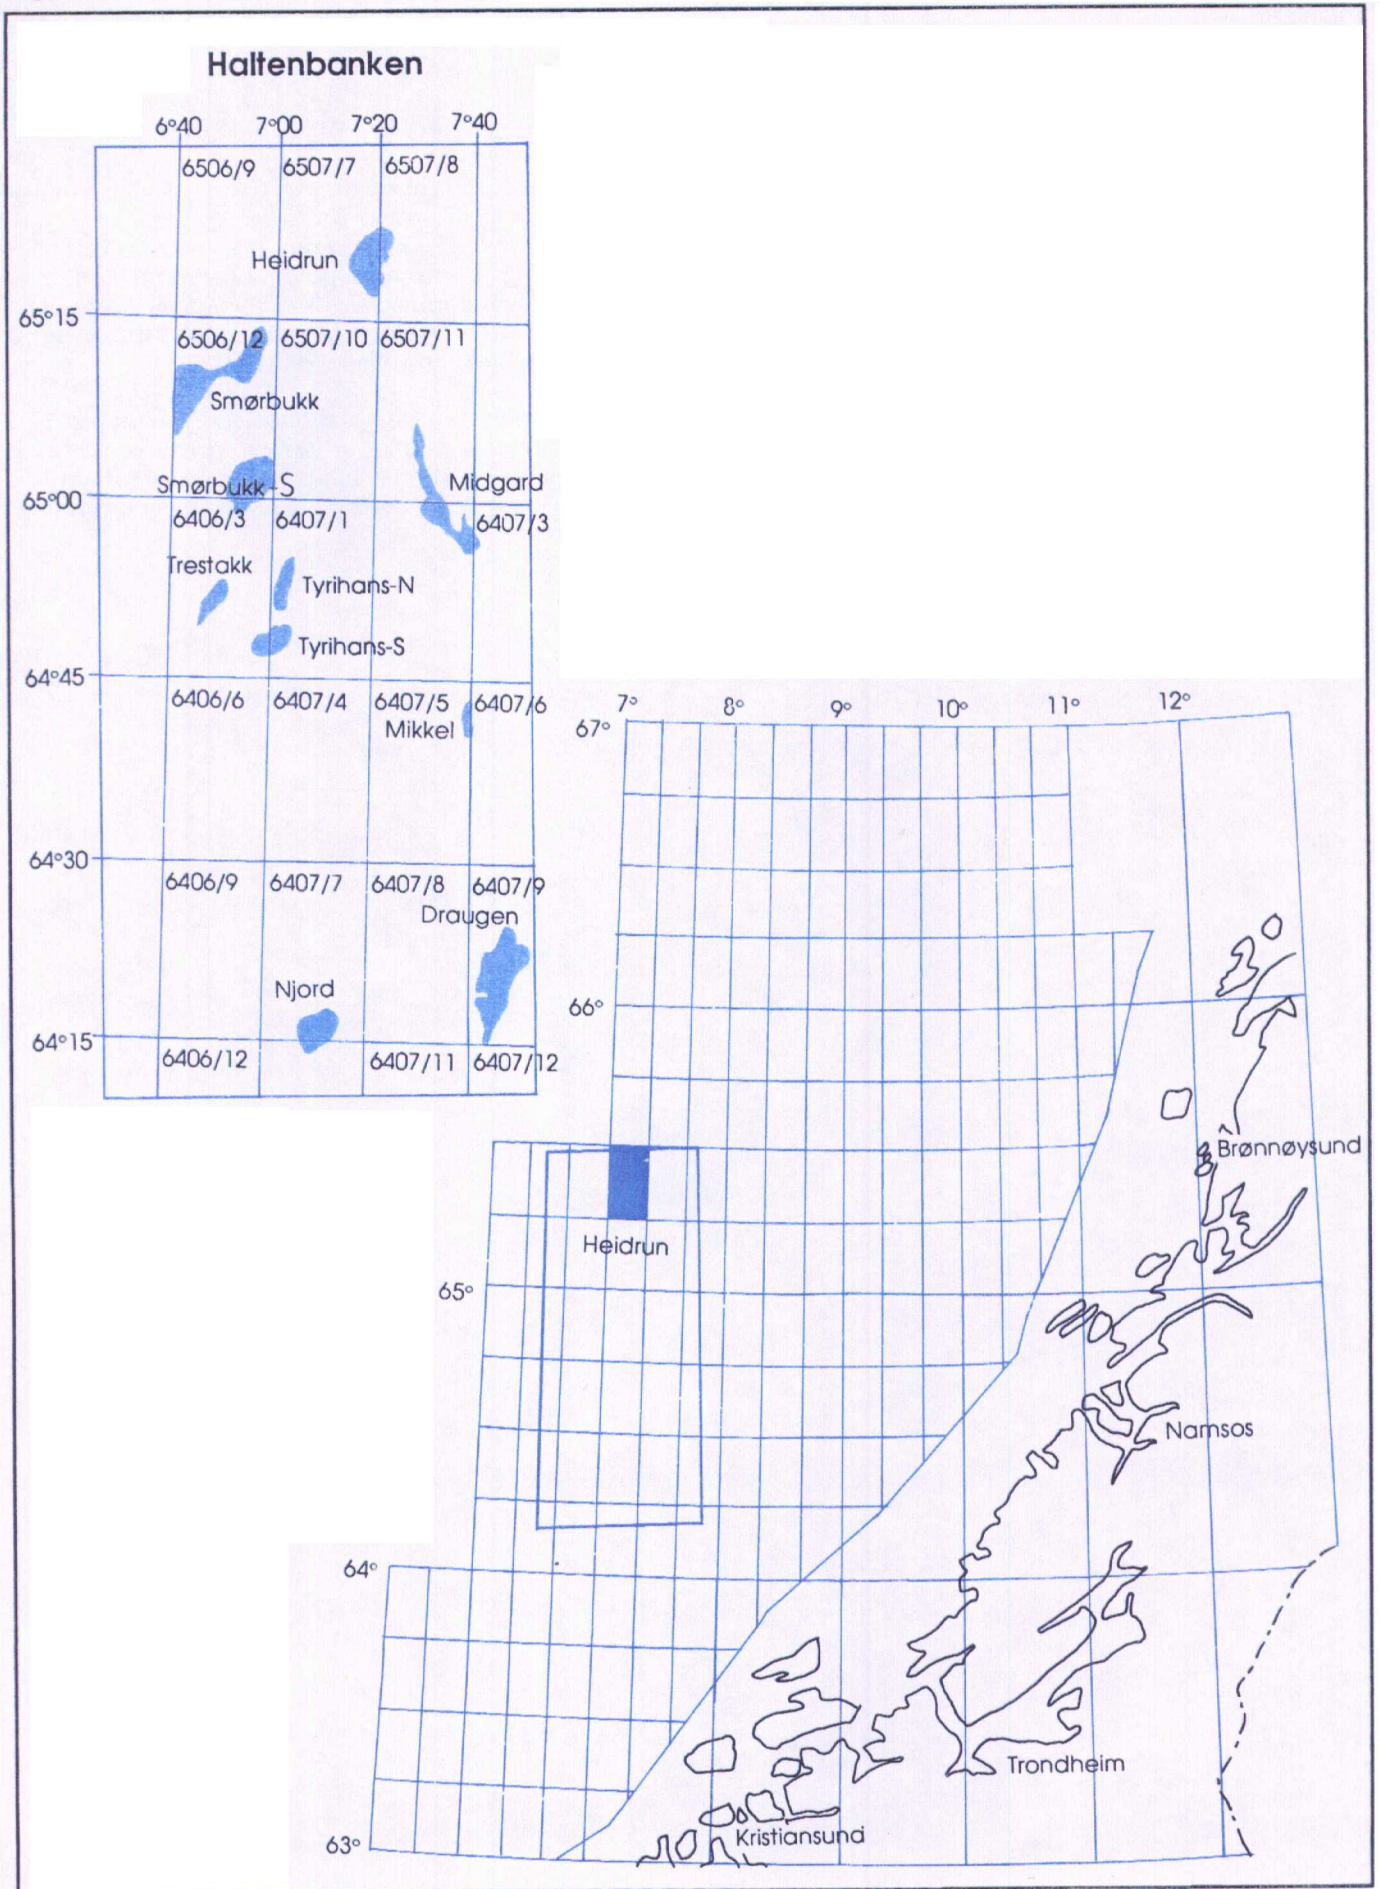 Haltenbanken
6°40 7°00 7°20 7°40
6506/9 6507/7 6507/8
Heidrun
65°15
6506/12 6507/10 6507/11
Smørbukk
Smørbukk-S
Midgard
65°00
6406/3 6407/1 6407/3
Trestakk
Tyrihans-N
Tyrihans-S
64°45
6406/6 6407/4 6407/5 6407/6
Mikkel
64°30
6406/9 6407/7 6407/8 6407/9
Draugen
Njord
64°15
6406/12 6407/11 6407/12
7° 8° 9° 10° 11° 12°
67°
66°
Brønnøysund
Heidrun
65°
Namsos
64°
Trondheim
Kristiansund
63°